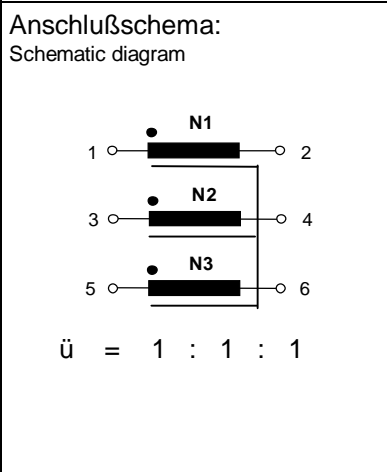 Anschlußschema:
Schematic diagram
N1
1 2
N2
3 4
N3
5 6
ü = 1 : 1 : 1